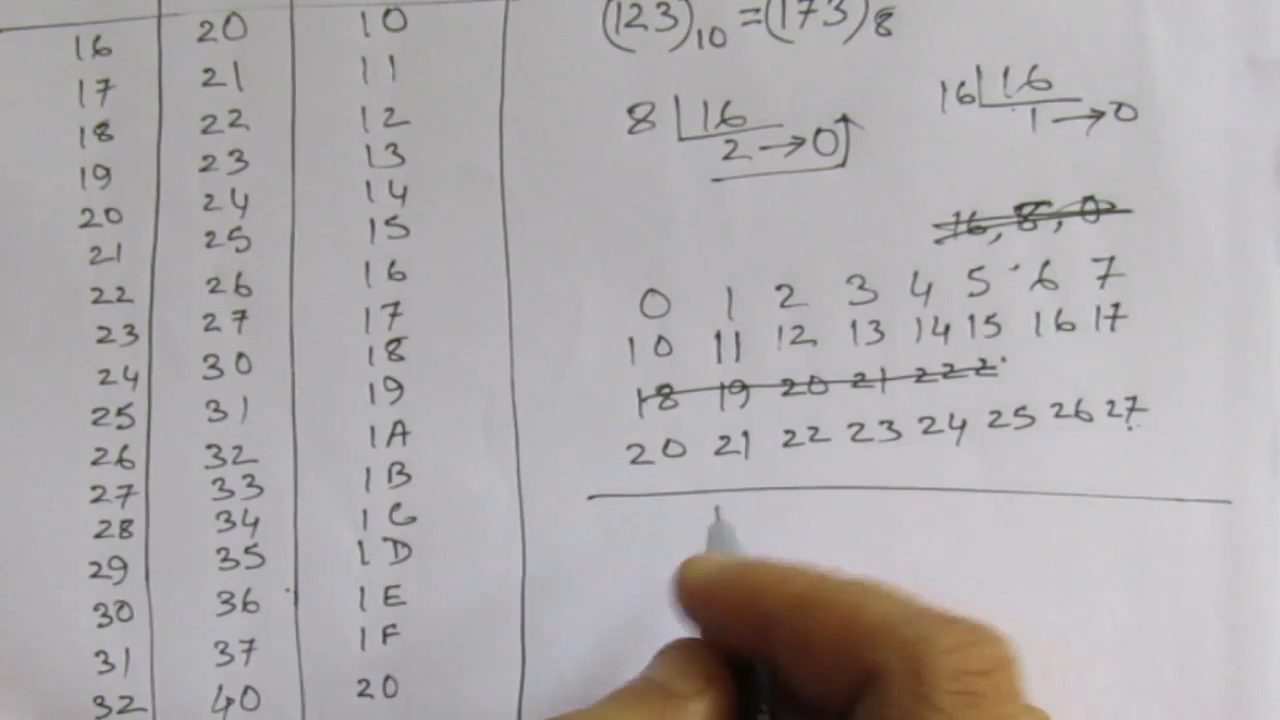 16 20 10
17 21 11
18 22 12
19 23 13
20 24 14
21 25 15
22 26 16
23 27 17
24 30 18
25 31 19
26 32 1A
27 33 1B
28 34 1C
29 35 1D
30 36 1E
31 37 1F
32 40 20
(123)10 = (173)8
8 16
2 → 0
16 16
1 → 0
16, 8, 0
0 1 2 3 4 5 6 7
10 11 12 13 14 15 16 17
18 19 20 21 22 2
20 21 22 23 24 25 26 27